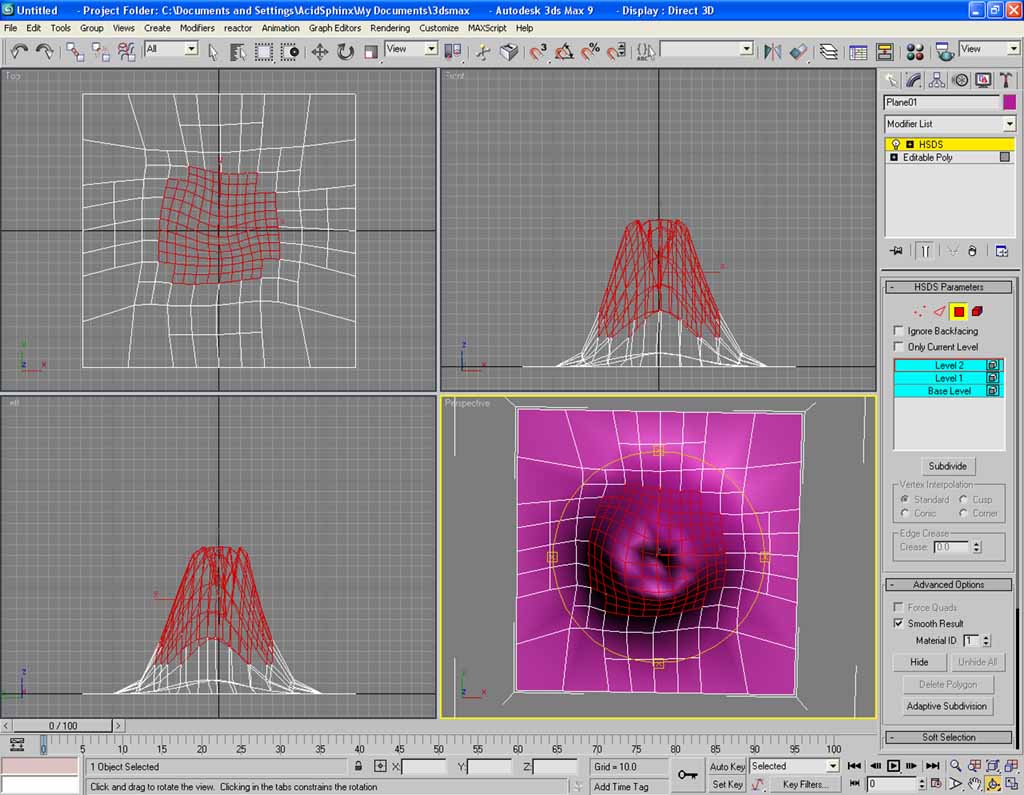 Untitled - Project Folder: C:\Documents and Settings\AcidSphinx\My Documents\3dsmax - Autodesk 3ds Max 9 - Display : Direct 3D
File Edit Tools Group Views Create Modifiers reactor Animation Graph Editors Rendering Customize MAXScript Help
All View 3 % ABC View
Top
Front
Plane01
Modifier List
HSDS
Editable Poly
HSDS Parameters
Ignore Backfacing
Only Current Level
Level 2
Level 1
Base Level
Left
Perspective
Subdivide
Vertex Interpolation
Standard Cusp
Conic Corner
Edge Crease
Crease: 0.0
Advanced Options
Force Quads
Smooth Result
Material ID 1
Hide Unhide All
Delete Polygon
Adaptive Subdivision
Soft Selection
< 0 / 100 >
0 5 10 15 20 25 30 35 40 45 50 55 60 65 70 75 80 85 90 95 100
1 Object Selected X: Y: Z: Grid = 10.0 Auto Key Selected
Click and drag to rotate the view. Clicking in the tabs constrains the rotation Add Time Tag Set Key Key Filters... 0